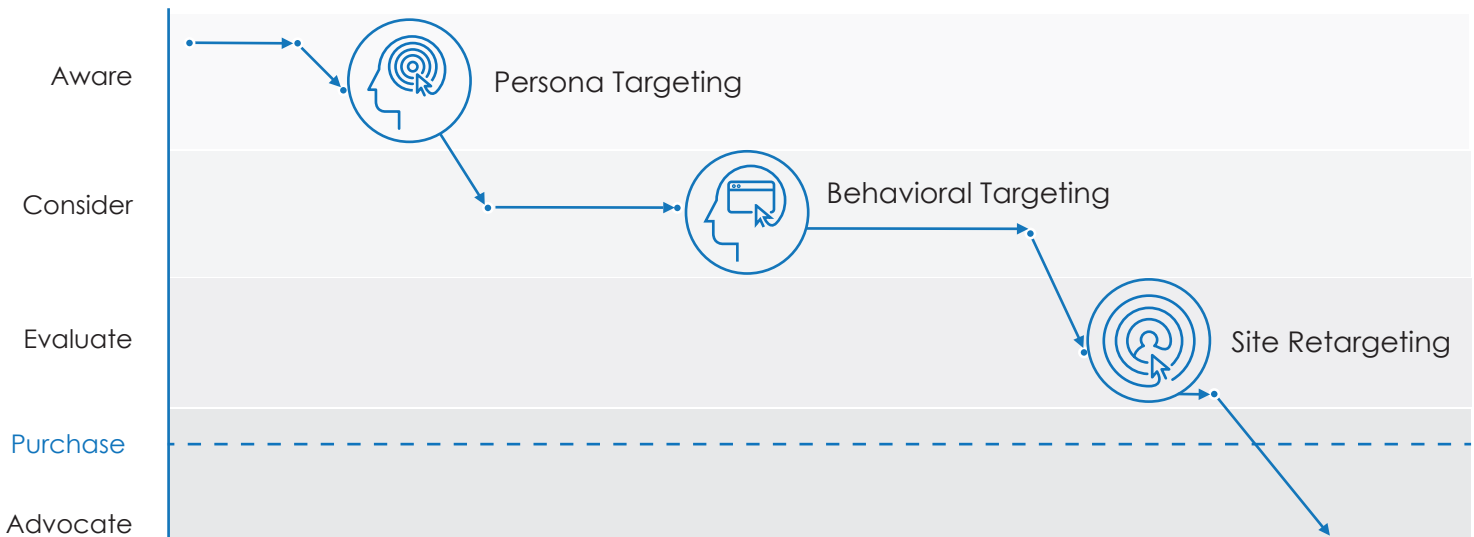 Aware
Persona Targeting
Consider
Behavioral Targeting
Evaluate
Site Retargeting
Purchase
Advocate